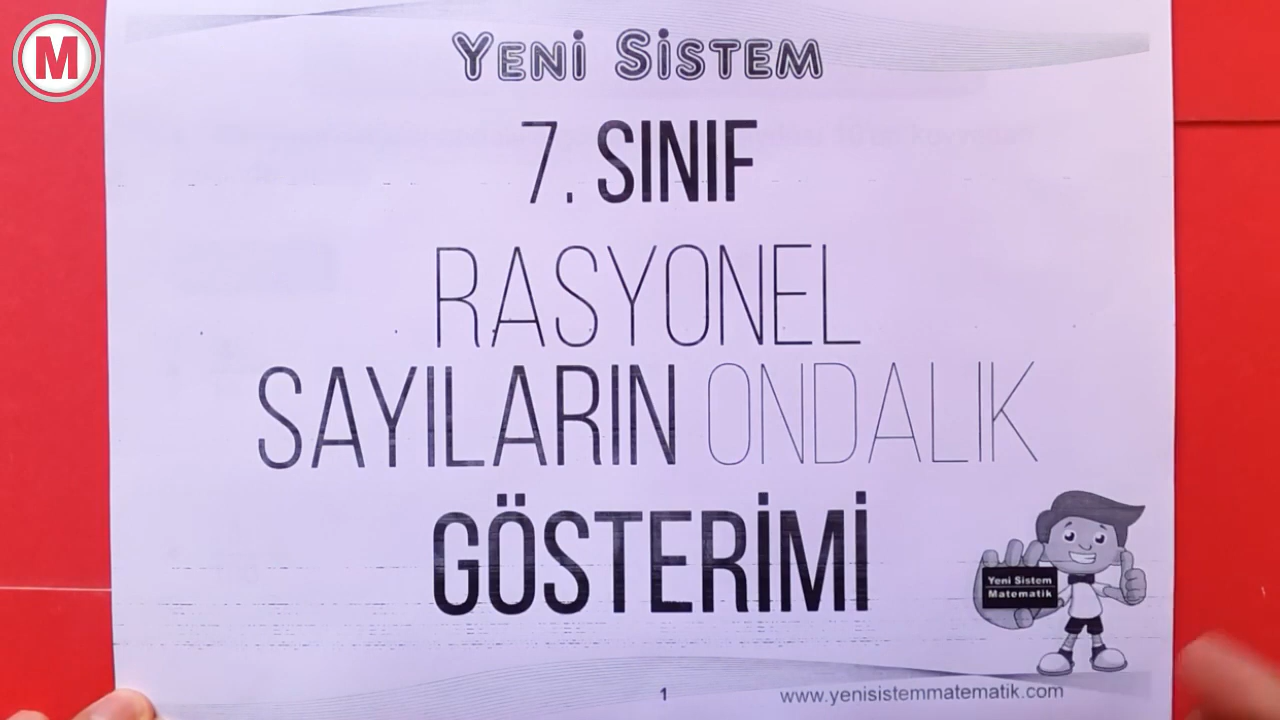 M
YENİ SİSTEM
7. SINIF
RASYONEL
SAYILARIN ONDALIK
GÖSTERİMİ
Yeni Sistem
Matematik
1
www.yenisistemmatematik.com